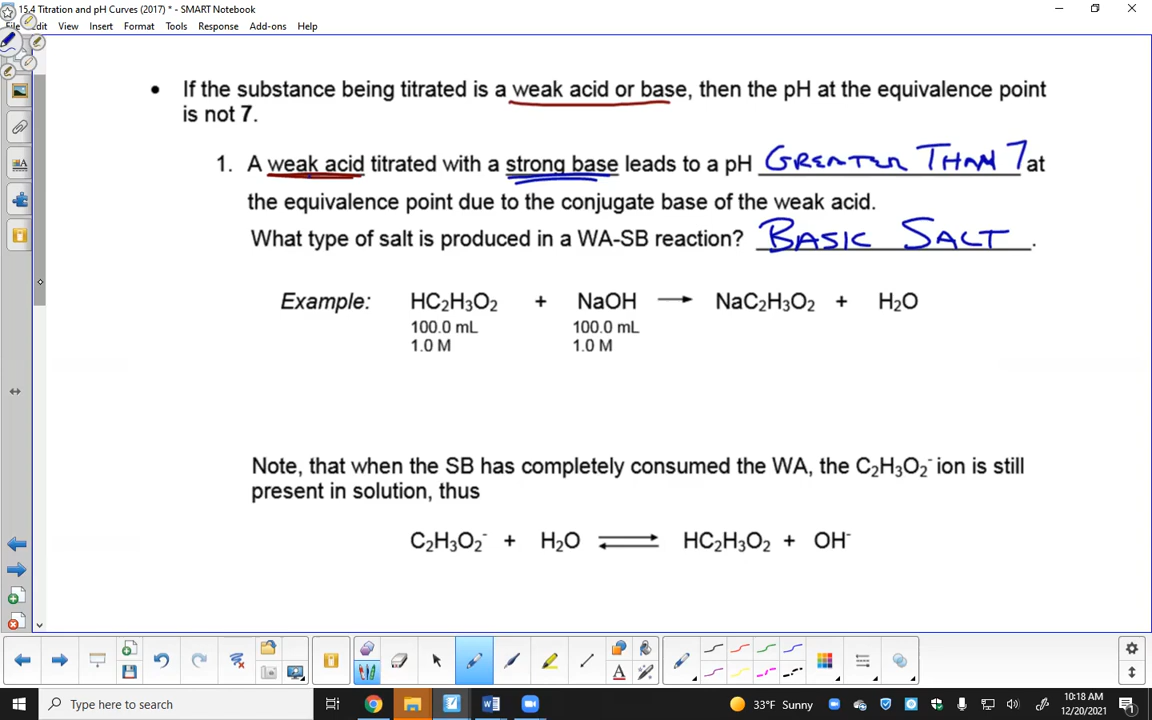 15.4 Titration and pH Curves (2017) * - SMART Notebook
File Edit View Insert Format Tools Add-ons Help
• If the substance being titrated is a weak acid or base, then the pH at the equivalence point
is not 7.
1. A weak acid titrated with a strong base leads to a pH GREATER THAN 7 at
the equivalence point due to the conjugate base of the weak acid.
What type of salt is produced in a WA-SB reaction? BASIC SALT .
Example: HC₂H₃O₂ + NaOH → NaC₂H₃O₂ + H₂O
100.0 mL 100.0 mL
1.0 M 1.0 M
Note, that when the SB has completely consumed the WA, the C₂H₃O₂⁻ ion is still
present in solution, thus
C₂H₃O₂⁻ + H₂O ⇌ HC₂H₃O₂ + OH⁻
Type here to search
33°F Sunny
10:18 AM
12/20/2021
1